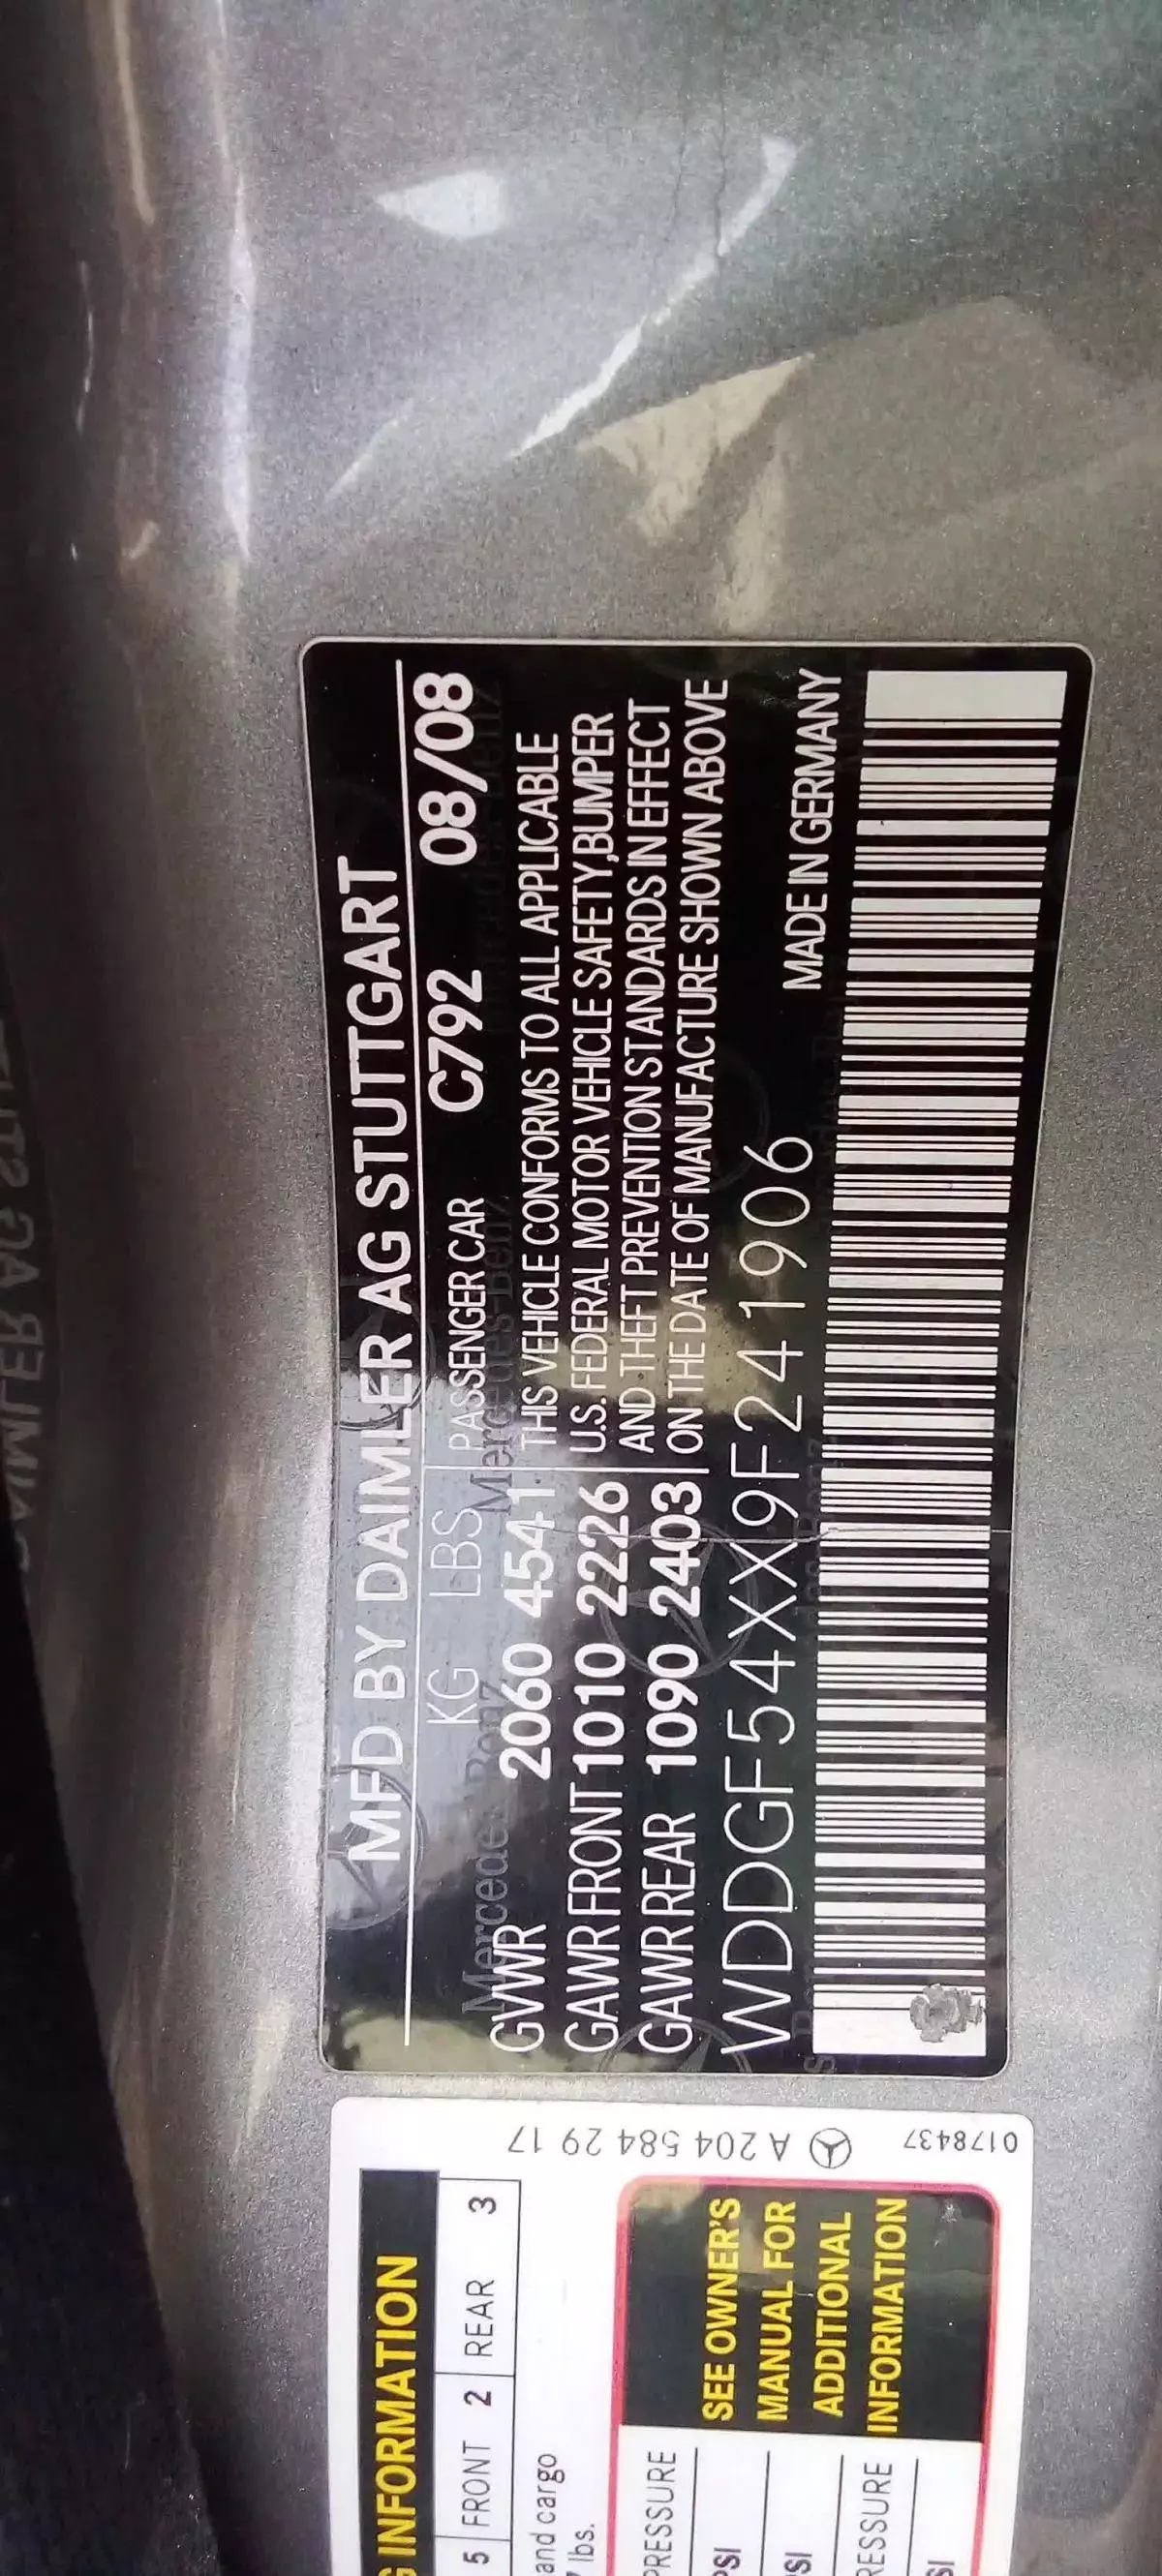 MFD BY DAIMLER AG STUTTGART
KG LBS PASSENGER CAR C792 08/08
GVWR 2060 4541 THIS VEHICLE CONFORMS TO ALL APPLICABLE
GAWR FRONT 1010 2226 U.S. FEDERAL MOTOR VEHICLE SAFETY,BUMPER
GAWR REAR 1090 2403 AND THEFT PREVENTION STANDARDS IN EFFECT
ON THE DATE OF MANUFACTURE SHOWN ABOVE
WDDGF54XX9F241906
MADE IN GERMANY
A 204 584 29 17
0178437
INFORMATION
5 FRONT 2 REAR 3
and cargo
lbs.
PRESSURE
SEE OWNER'S
MANUAL FOR
ADDITIONAL
INFORMATION
PSI